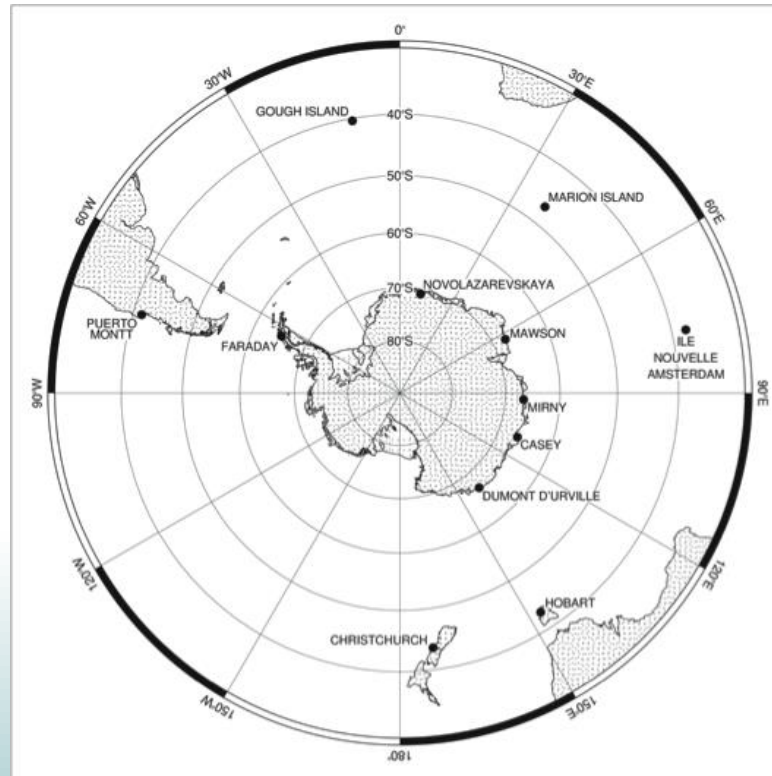 0°
30°W
30°E
GOUGH ISLAND
40°S
50°S
MARION ISLAND
60°W
60°E
60°S
70°S
NOVOLAZAREVSKAYA
PUERTO
MONTT
FARADAY
80°S
MAWSON
ILE
NOUVELLE
AMSTERDAM
90°W
90°E
MIRNY
CASEY
DUMONT D'URVILLE
120°W
120°E
HOBART
CHRISTCHURCH
150°W
150°E
180°